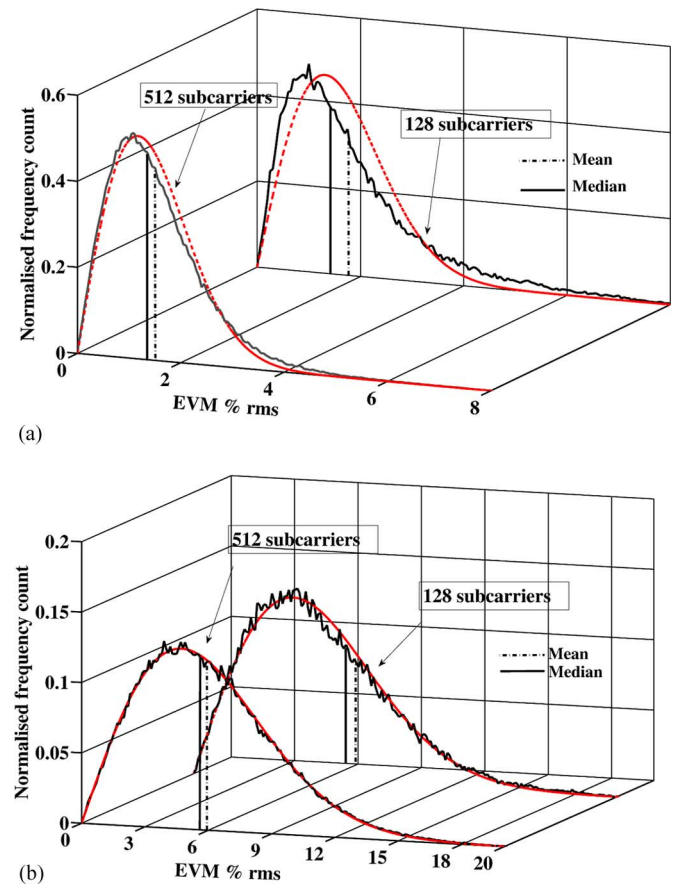 0.6
512 subcarriers
128 subcarriers
Mean
Median
0.4
0.2
0
Normalised frequency count
0
2
4
6
8
EVM % rms
(a)
0.2
512 subcarriers
128 subcarriers
Mean
Median
0.15
0.1
0.05
0
Normalised frequency count
0
3
6
9
12
15
18
20
EVM % rms
(b)